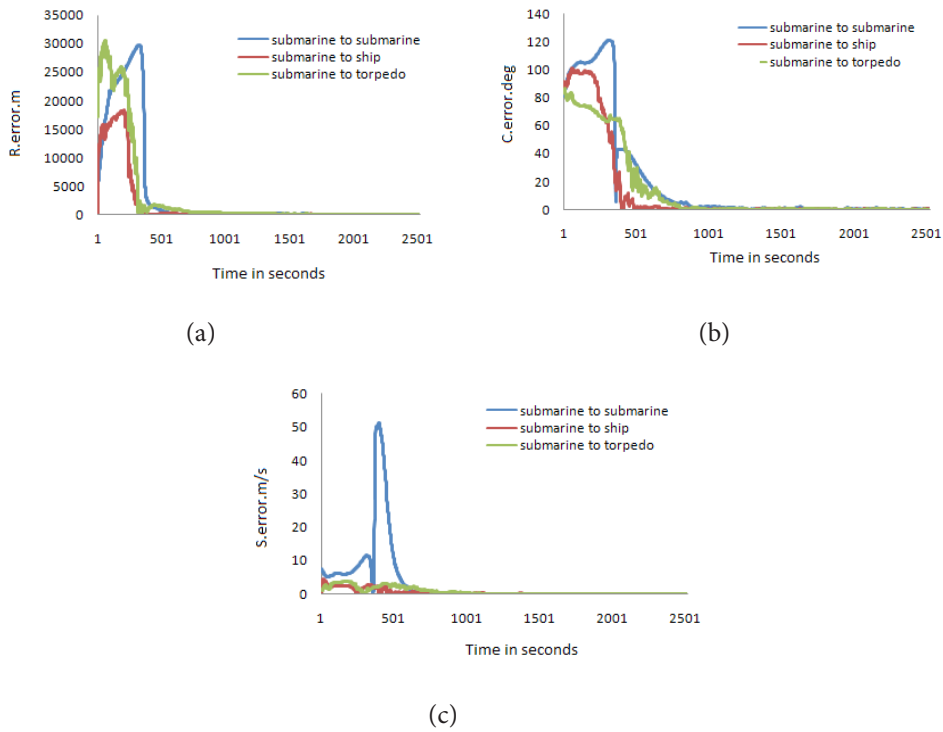 35000
30000
25000
20000
15000
10000
5000
0
R.error.m
submarine to submarine
submarine to ship
submarine to torpedo
1 501 1001 1501 2001 2501
Time in seconds
(a)
140
120
100
80
60
40
20
0
C.error.deg
submarine to submarine
submarine to ship
submarine to torpedo
1 501 1001 1501 2001 2501
Time in seconds
(b)
60
50
40
30
20
10
0
S.error.m/s
submarine to submarine
submarine to ship
submarine to torpedo
1 501 1001 1501 2001 2501
Time in seconds
(c)